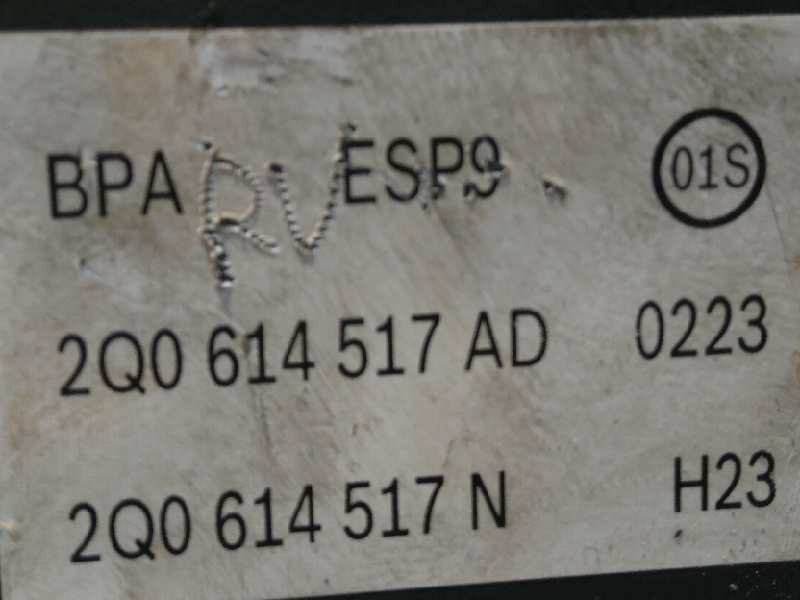 BPA RV ESP9 01S
2Q0 614 517 AD 0223
2Q0 614 517 N H23